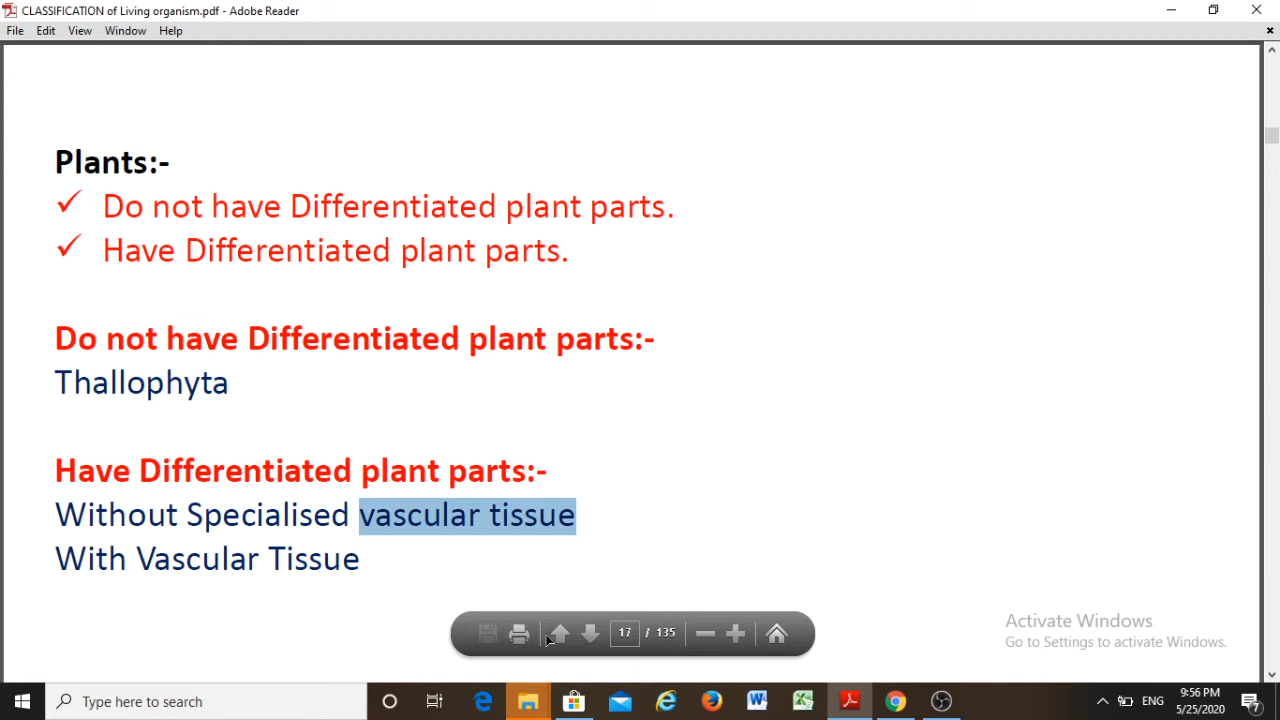 CLASSIFICATION of Living organism.pdf - Adobe Reader
File Edit View Window Help
Plants:-
✓ Do not have Differentiated plant parts.
✓ Have Differentiated plant parts.
Do not have Differentiated plant parts:-
Thallophyta
Have Differentiated plant parts:-
Without Specialised vascular tissue
With Vascular Tissue
17 / 135
Activate Windows
Go to Settings to activate Windows.
Type here to search
ENG
9:56 PM
5/25/2020
7